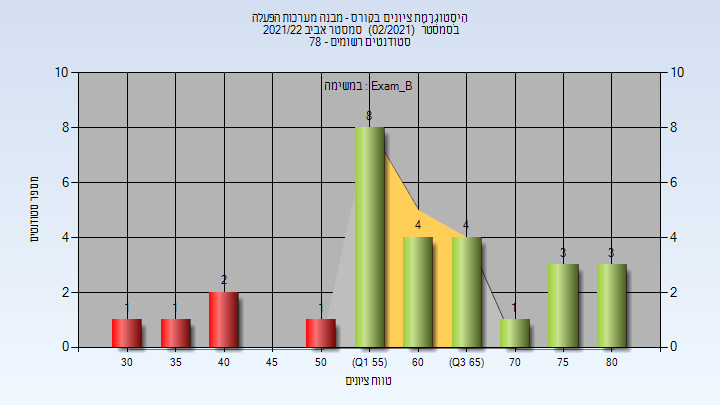 היסטוגרמת ציונים בקורס - מבנה מערכות הפעלה
בסמסטר (02/2021) סמסטר אביב 2021/22
סטודנטים רשומים - 78
במשימה : Exam_B
10 10
8 8
6 6
4 4
2 2
0 0
מספר סטודנטים
1 1 2 1 8 4 4 1 3 3
30 35 40 45 50 (Q1 55) 60 (Q3 65) 70 75 80
טווח ציונים